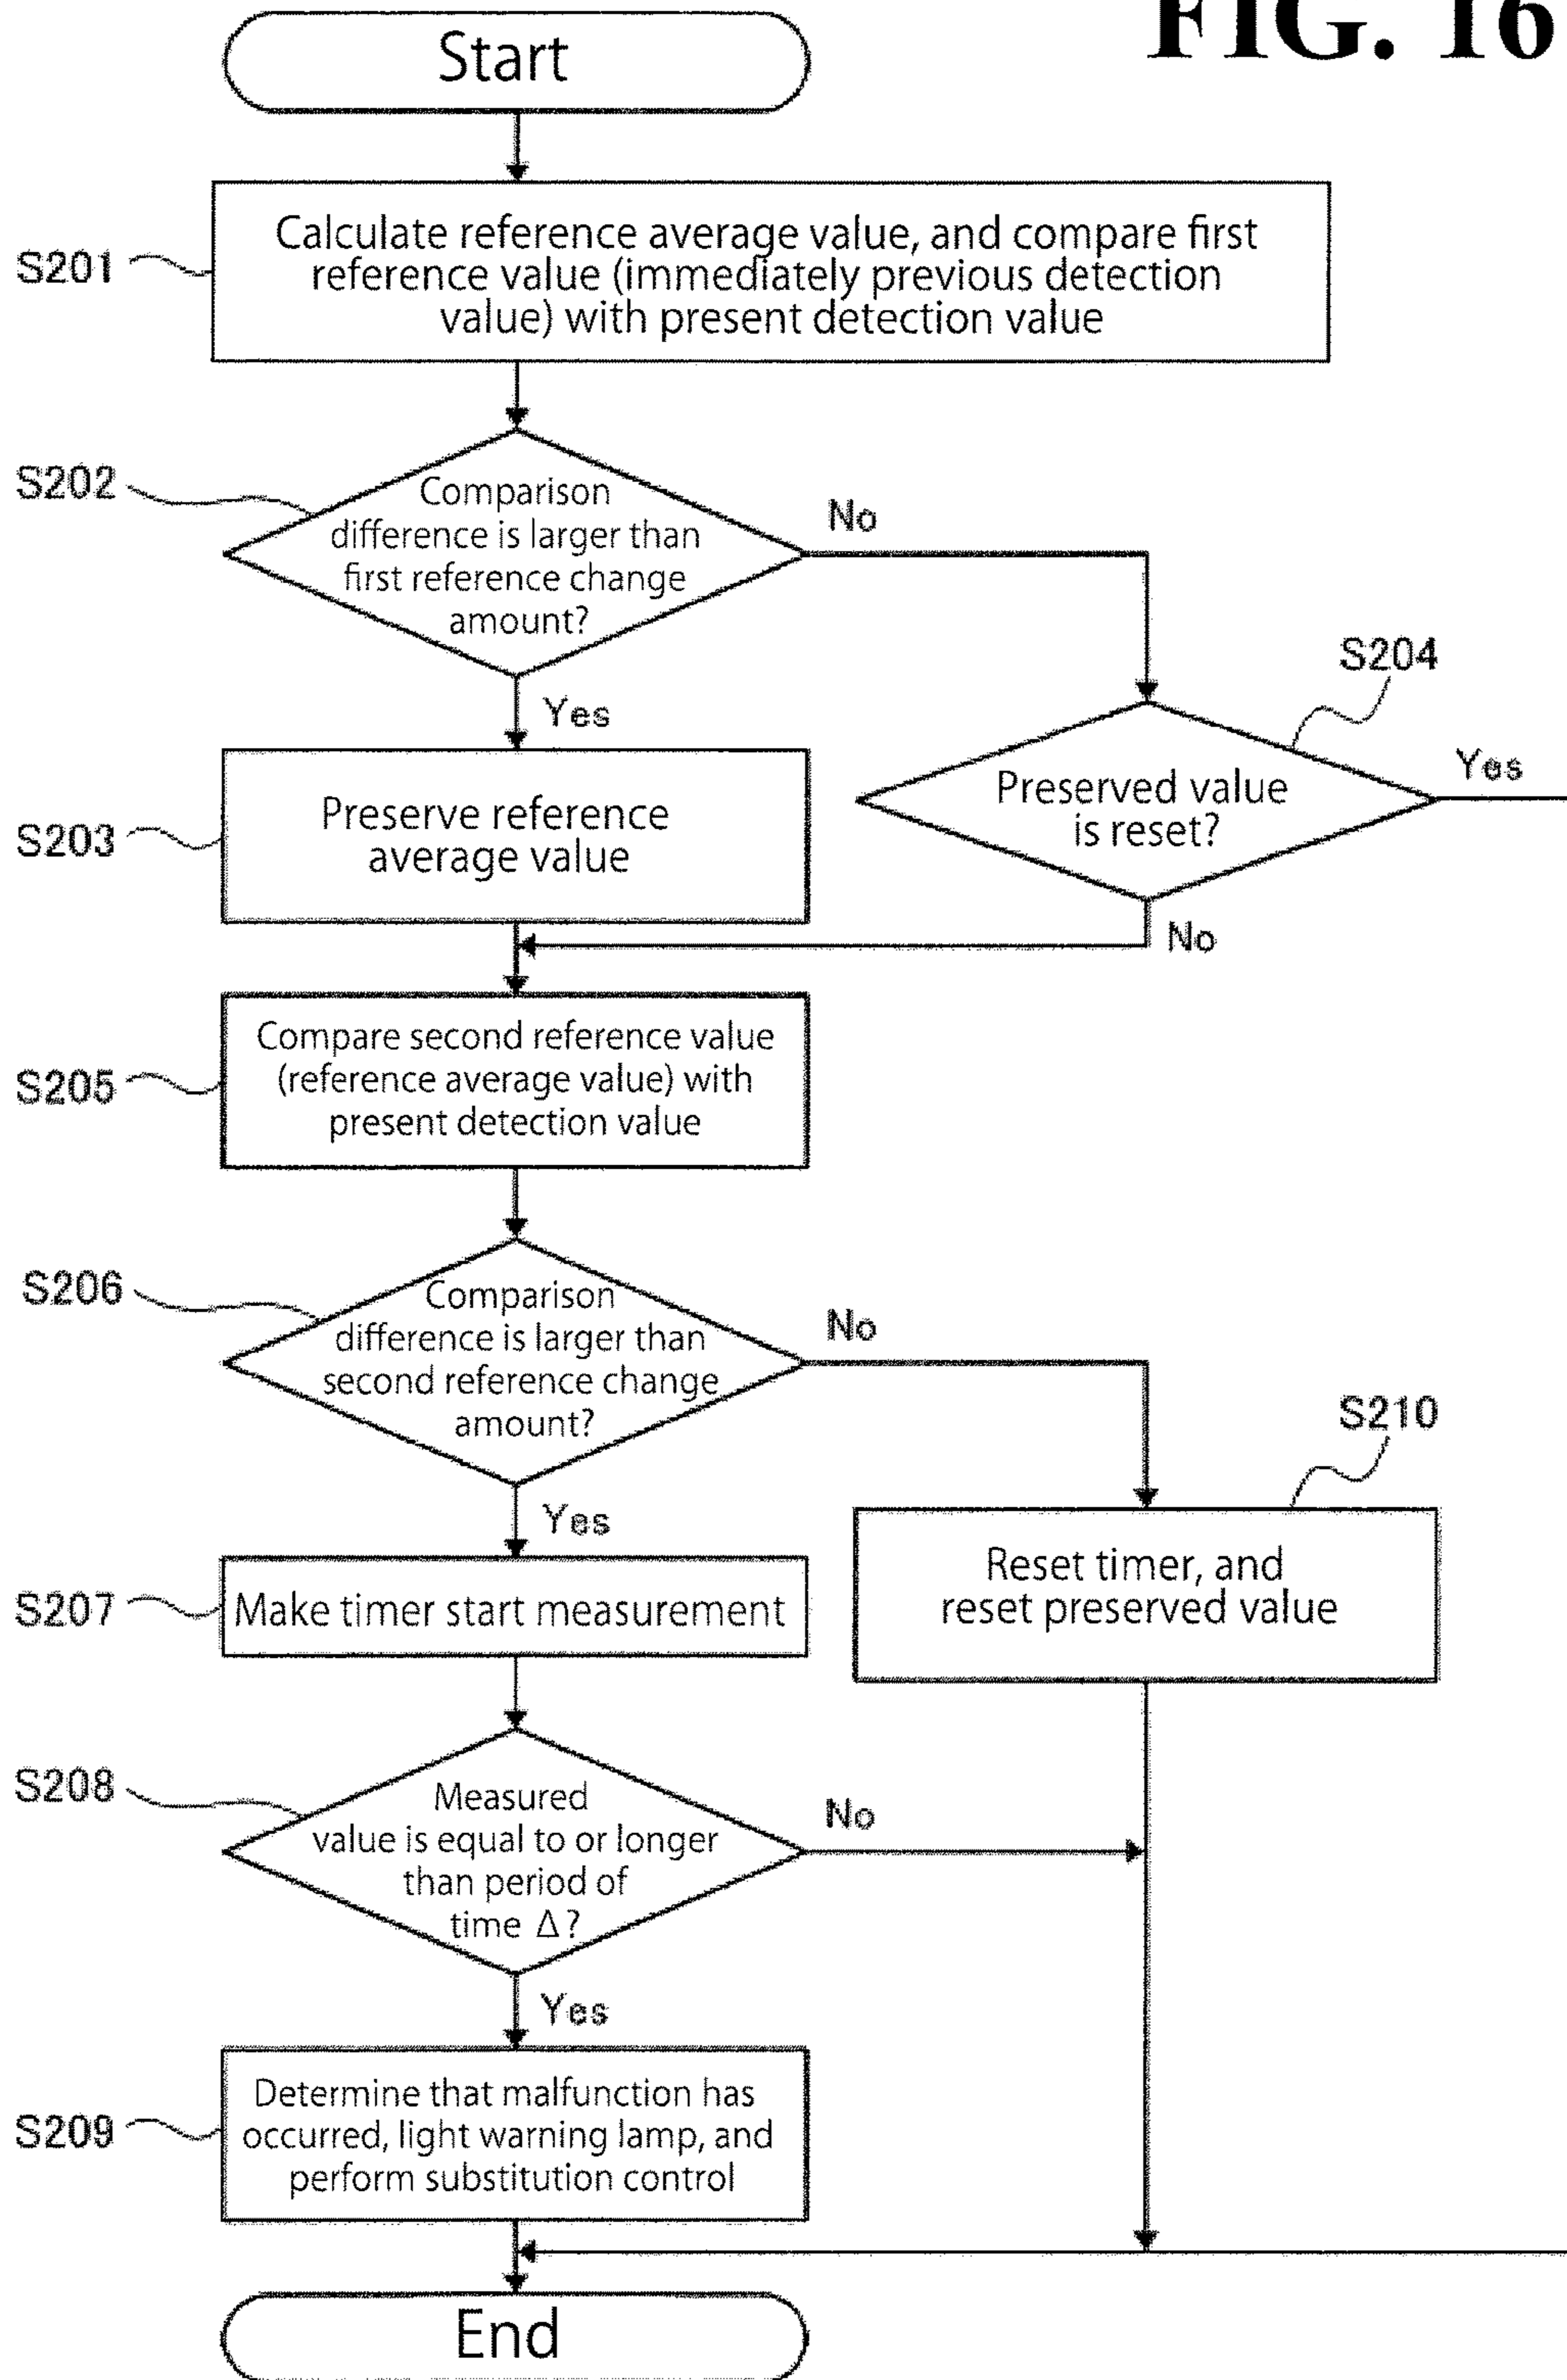 FIG. 16
Start
S201
Calculate reference average value, and compare first
reference value (immediately previous detection
value) with present detection value
S202
Comparison
difference is larger than
first reference change
amount?
No
Yes
S204
Preserved value
is reset?
Yes
No
S203
Preserve reference
average value
S205
Compare second reference value
(reference average value) with
present detection value
S206
Comparison
difference is larger than
second reference change
amount?
No
Yes
S210
Reset timer, and
reset preserved value
S207
Make timer start measurement
S208
Measured
value is equal to or longer
than period of
time Δ?
No
Yes
S209
Determine that malfunction has
occurred, light warning lamp, and
perform substitution control
End